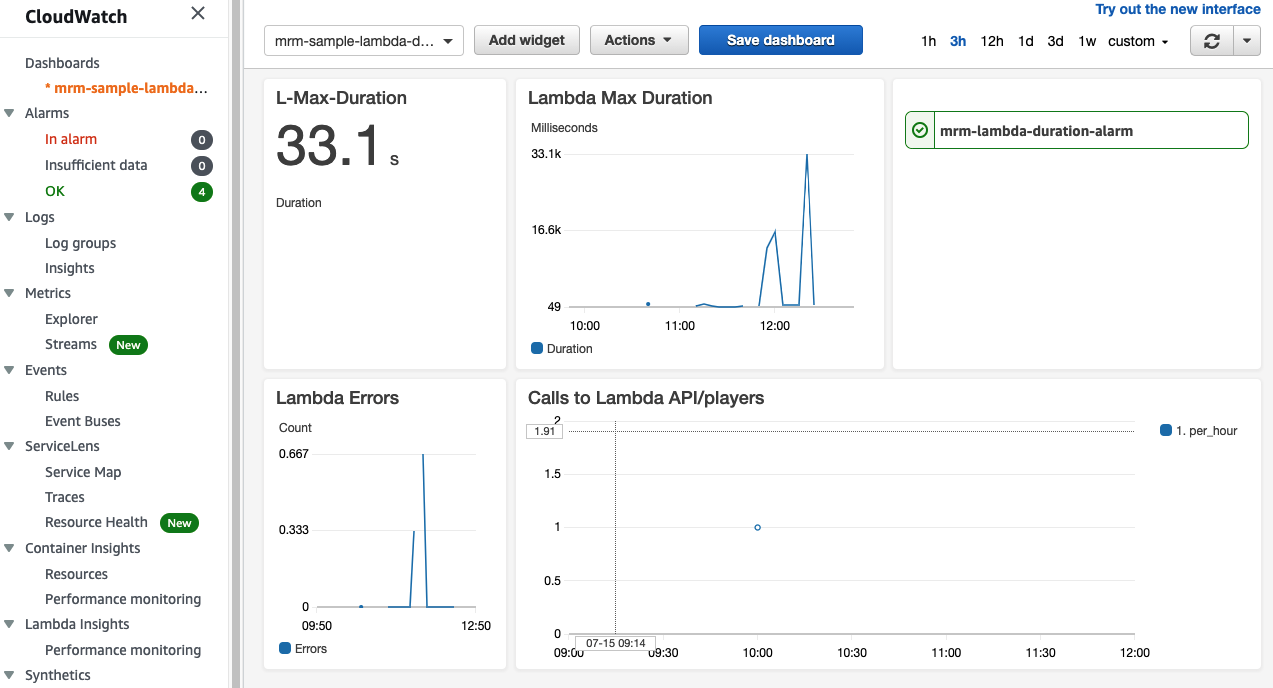 CloudWatch
Dashboards
* mrm-sample-lambda...
Alarms
In alarm 0
Insufficient data 0
OK 4
Logs
Log groups
Insights
Metrics
Explorer
Streams New
Events
Rules
Event Buses
ServiceLens
Service Map
Traces
Resource Health New
Container Insights
Resources
Performance monitoring
Lambda Insights
Performance monitoring
Synthetics
Try out the new interface
mrm-sample-lambda-d... Add widget Actions Save dashboard 1h 3h 12h 1d 3d 1w custom
L-Max-Duration
33.1 s
Duration
Lambda Max Duration
Milliseconds
33.1k
16.6k
49
10:00 11:00 12:00
Duration
mrm-lambda-duration-alarm
Lambda Errors
Count
0.667
0.333
0
09:50 12:50
Errors
Calls to Lambda API/players
2
1.91
1.5
1
0.5
0
07-15 09:14
09:00 09:30 10:00 10:30 11:00 11:30 12:00
1. per_hour